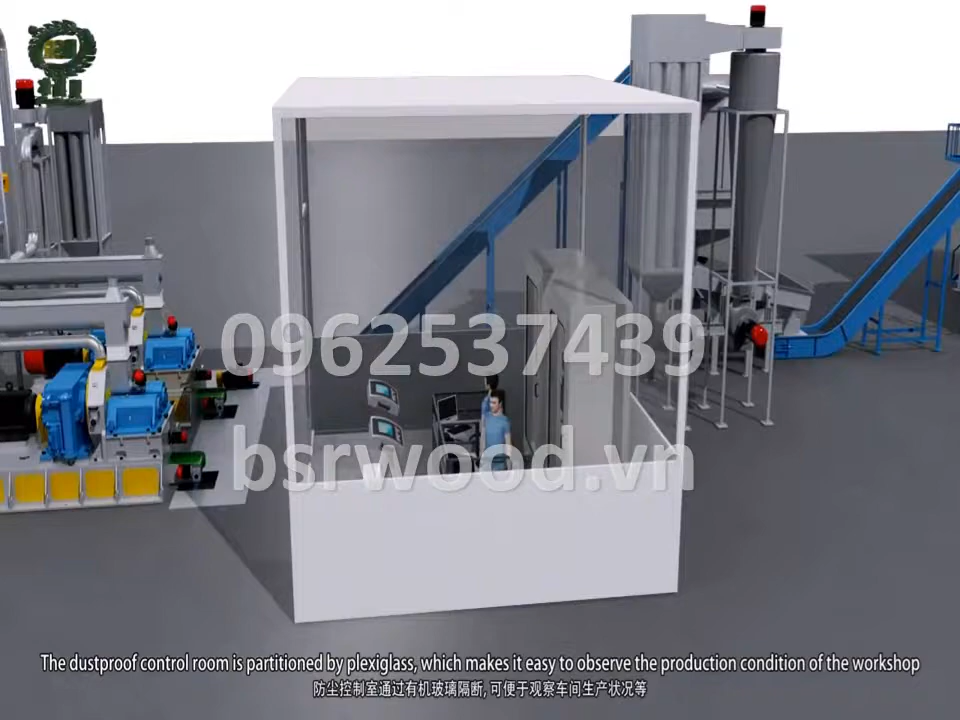 0962537439
bsrwood.vn
The dustproof control room is partitioned by plexiglass, which makes it easy to observe the production condition of the workshop
防尘控制室通过有机玻璃隔断, 可便于观察车间生产状况等